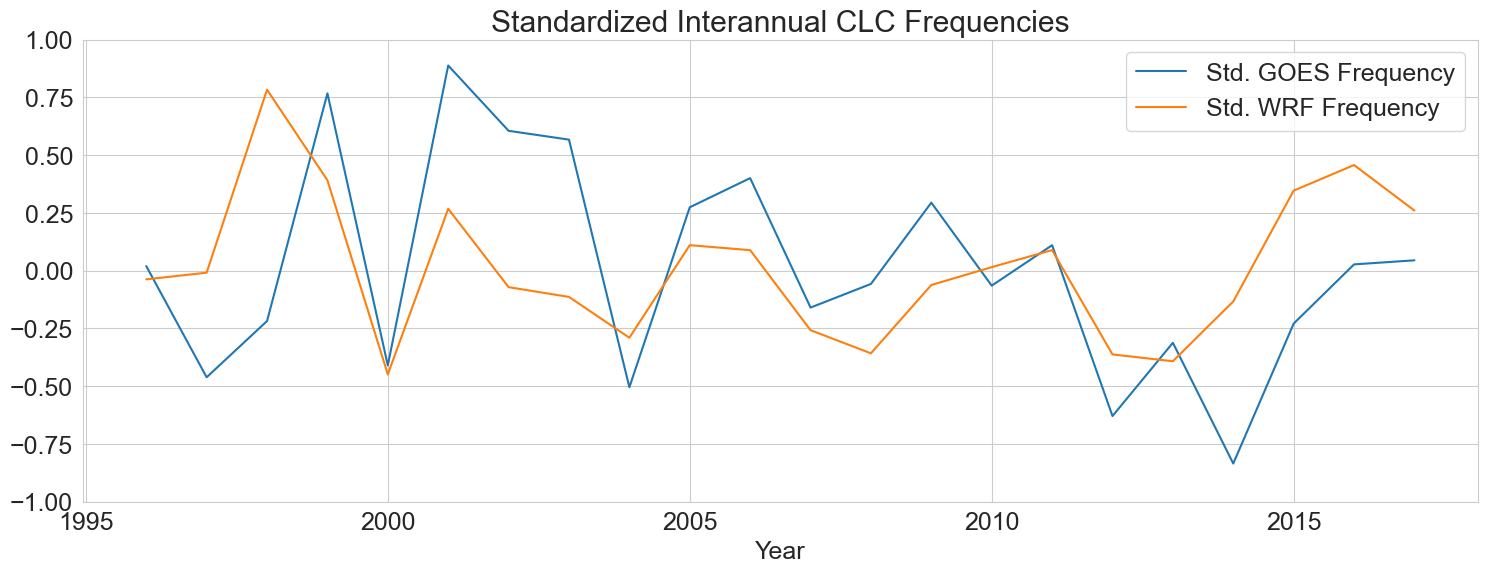 Standardized Interannual CLC Frequencies
1.00
0.75
0.50
0.25
0.00
−0.25
−0.50
−0.75
−1.00
Std. GOES Frequency
Std. WRF Frequency
1995 2000 2005 2010 2015
Year